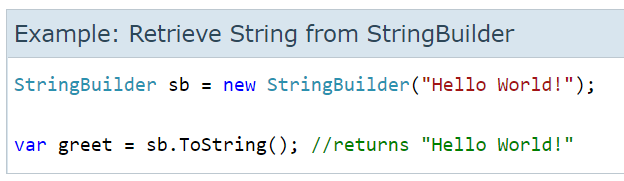 Example: Retrieve String from StringBuilder
StringBuilder sb = new StringBuilder("Hello World!");
var greet = sb.ToString(); //returns "Hello World!"